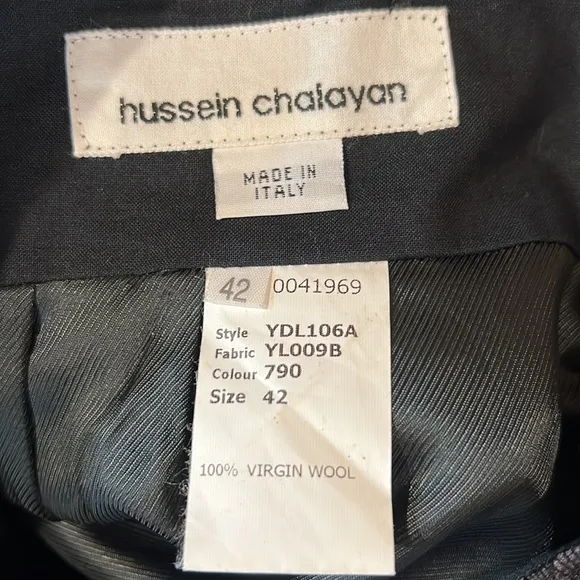 hussein chalayan
MADE IN
ITALY
42 0041969
Style YDL106A
Fabric YL009B
Colour 790
Size 42
100% VIRGIN WOOL